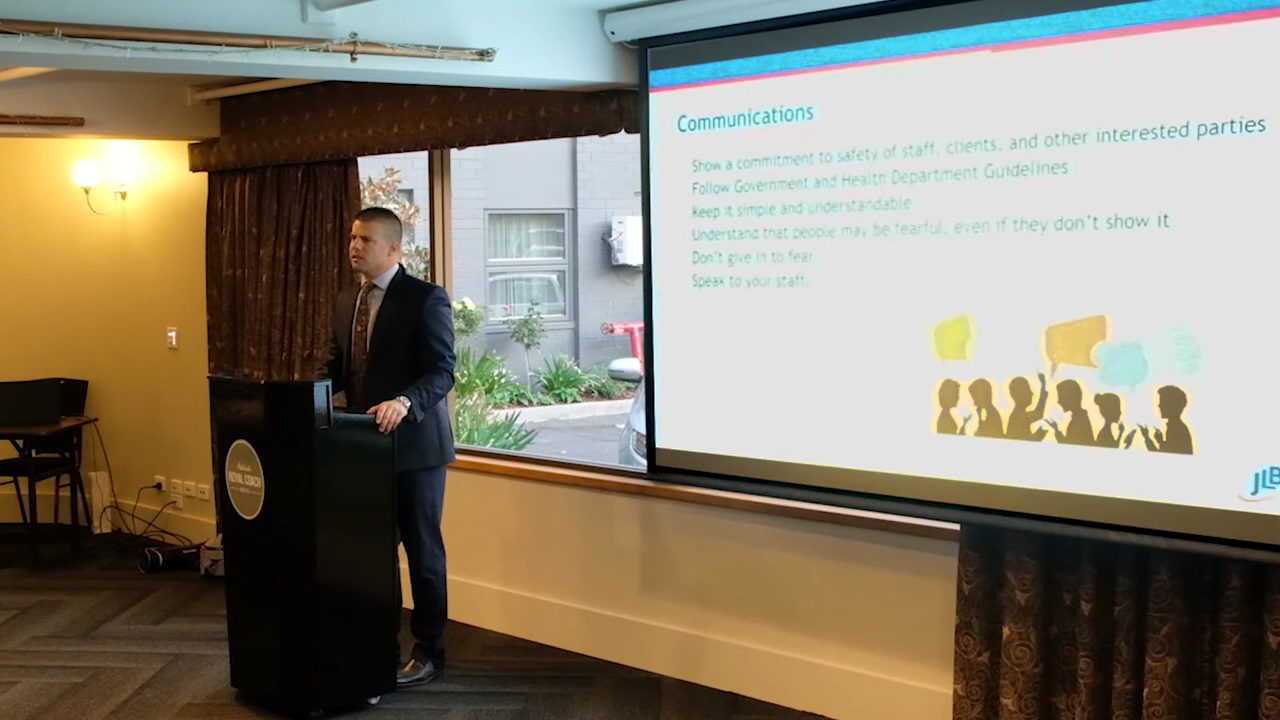 Communications
Show a commitment to safety of staff, clients, and other interested parties
Follow Government and Health Department Guidelines
Keep it simple and understandable
Understand that people may be fearful, even if they don't show it
Don't give in to fear
Speak to your staff.
JLB
ROYAL COACH